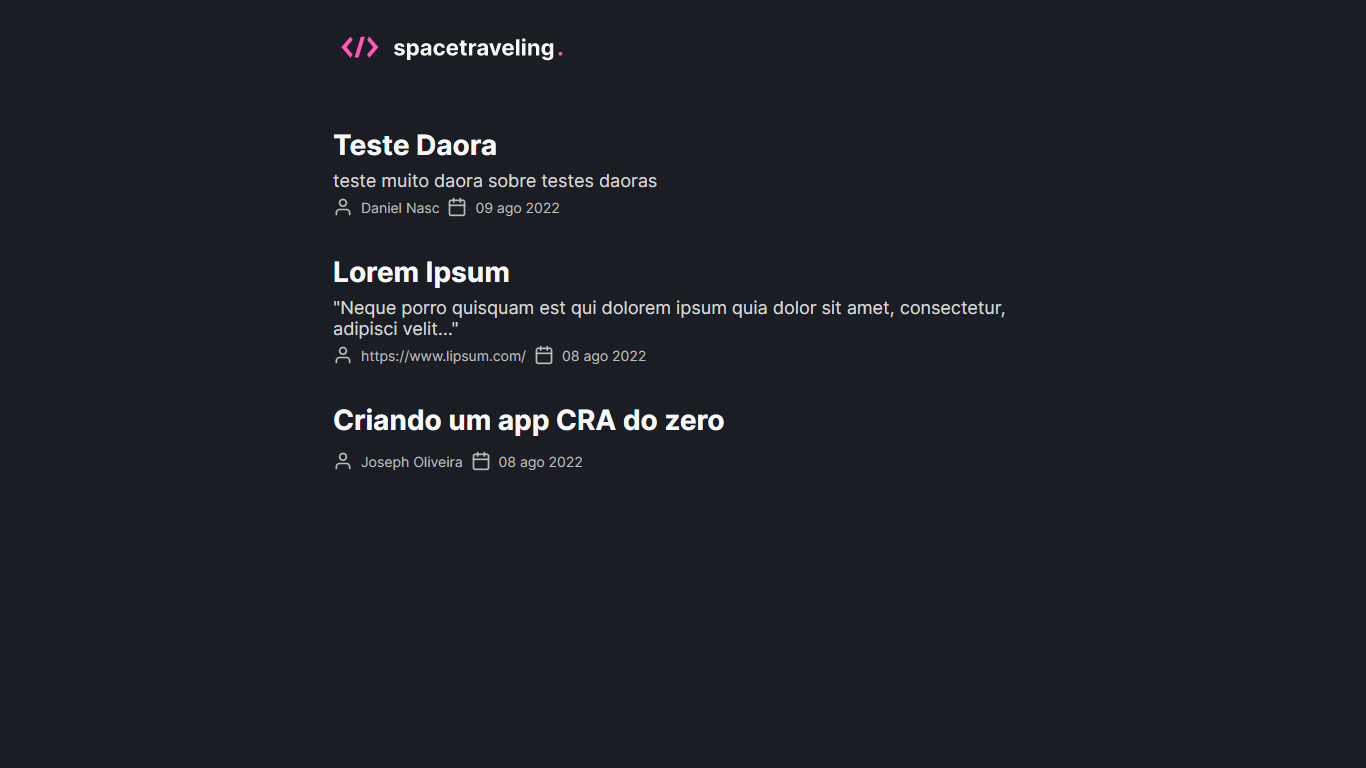 </> spacetraveling.
Teste Daora
teste muito daora sobre testes daoras
Daniel Nasc 09 ago 2022
Lorem Ipsum
"Neque porro quisquam est qui dolorem ipsum quia dolor sit amet, consectetur,
adipisci velit..."
https://www.lipsum.com/ 08 ago 2022
Criando um app CRA do zero
Joseph Oliveira 08 ago 2022